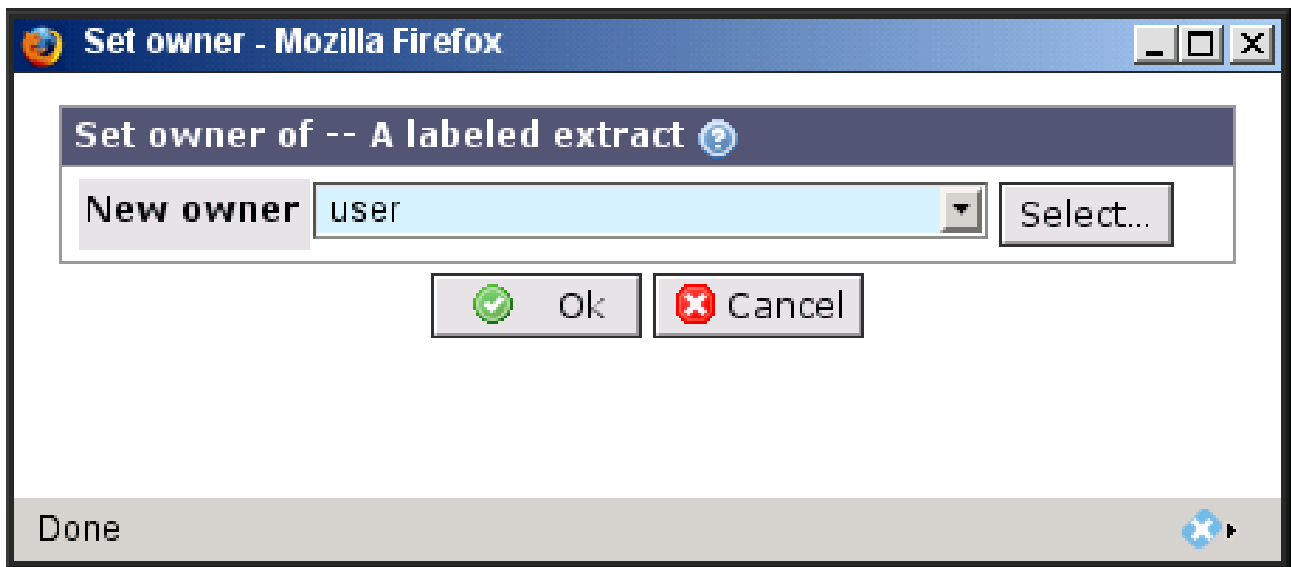 Set owner - Mozilla Firefox
Set owner of -- A labeled extract
New owner user Select...
Ok Cancel
Done